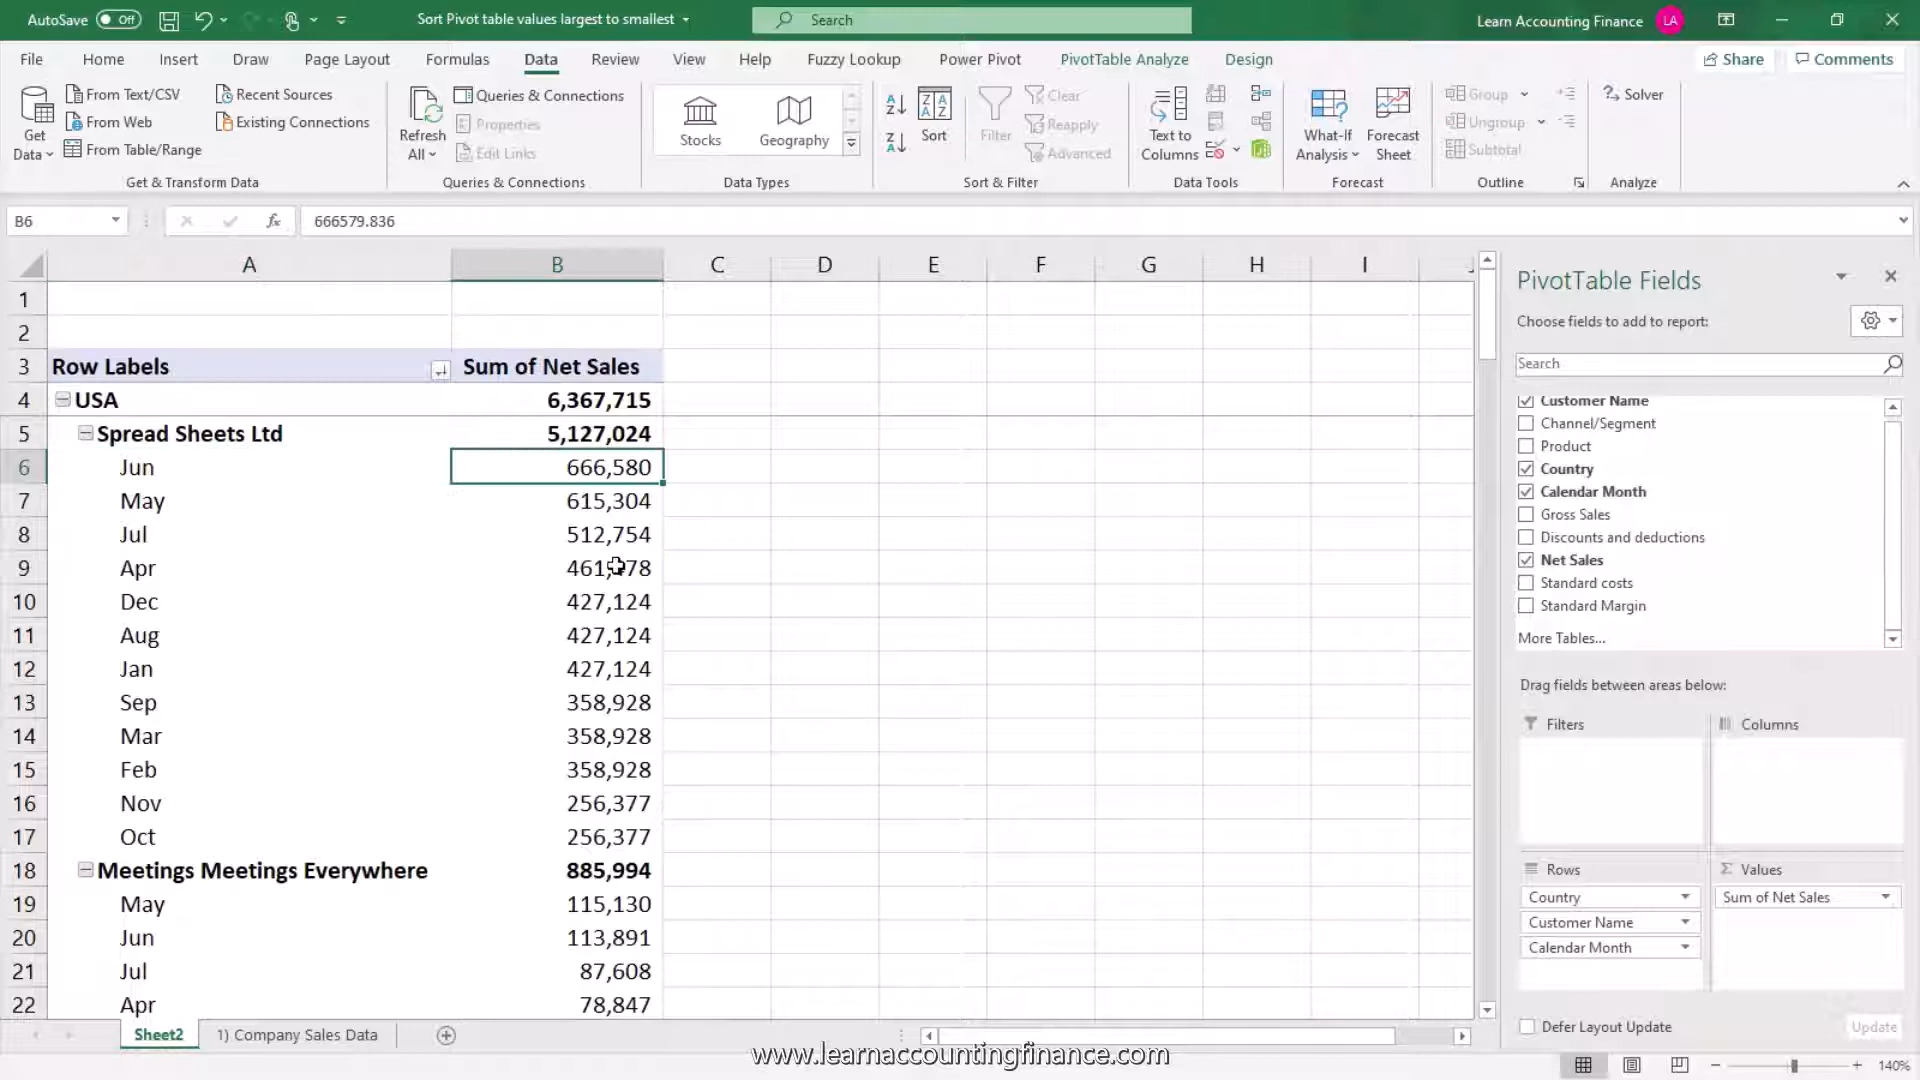 AutoSave Off Sort Pivot table values largest to smallest Search Learn Accounting Finance LA
File Home Insert Draw Page Layout Formulas Data Review View Help Fuzzy Lookup Power Pivot PivotTable Analyze Design Share Comments
Get Data
From Text/CSV
From Web
From Table/Range
Recent Sources
Existing Connections
Get & Transform Data
Refresh All
Queries & Connections
Properties
Edit Links
Queries & Connections
Stocks
Geography
Data Types
Sort
Filter
Clear
Reapply
Advanced
Sort & Filter
Text to Columns
Data Tools
What-If Analysis
Forecast Sheet
Forecast
Group
Ungroup
Subtotal
Outline
Solver
Analyze
B6 fx 666579.836
A B C D E F G H I
1
2
3 Row Labels Sum of Net Sales
4 USA 6,367,715
5 Spread Sheets Ltd 5,127,024
6 Jun 666,580
7 May 615,304
8 Jul 512,754
9 Apr
10 Dec 427,124
11 Aug 427,124
12 Jan 427,124
13 Sep 358,928
14 Mar 358,928
15 Feb 358,928
16 Nov 256,377
17 Oct 256,377
18 Meetings Meetings Everywhere 885,994
19 May 115,130
20 Jun 113,891
21 Jul 87,608
22 Apr 78,847
Sheet2 1) Company Sales Data
PivotTable Fields
Choose fields to add to report:
Search
Customer Name
Channel/Segment
Product
Country
Calendar Month
Gross Sales
Discounts and deductions
Net Sales
Standard costs
Standard Margin
More Tables...
Drag fields between areas below:
Filters
Columns
Rows
Country
Customer Name
Calendar Month
Values
Sum of Net Sales
Defer Layout Update Update
www.learnaccountingfinance.com
140%